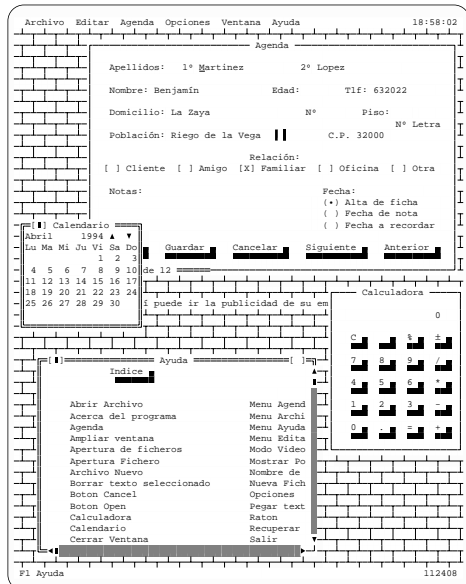 Archivo Editar Agenda Opciones Ventana Ayuda 18:58:02
Agenda
Apellidos: 1º Martinez 2º Lopez
Nombre: Benjamín Edad: Tlf: 632022
Domicilio: La Zaya Nº Piso:
Nº Letra
Población: Riego de la Vega C.P. 32000
Relación:
[ ] Cliente [ ] Amigo [X] Familiar [ ] Oficina [ ] Otra
Notas: Fecha:
(•) Alta de ficha
( ) Fecha de nota
( ) Fecha a recordar
Guardar Cancelar Siguiente Anterior
de 12
[▮] Calendario
Abril 1994 ▲ ▼
Lu Ma Mi Ju Vi Sa Do
1 2 3
4 5 6 7 8 9 10
11 12 13 14 15 16 17
18 19 20 21 22 23 24
25 26 27 28 29 30
í puede ir la publicidad de su em
Calculadora
0
C % ±
7 8 9 /
4 5 6 *
1 2 3 -
0 . = +
[▮] Ayuda [ ]
Indice
Abrir Archivo Menu Agend
Acerca del programa Menu Archi
Agenda Menu Ayuda
Ampliar ventana Menu Edita
Apertura de ficheros Modo Video
Apertura Fichero Mostrar Po
Archivo Nuevo Nombre de
Borrar texto seleccionado Nueva Fich
Boton Cancel Opciones
Boton Open Pegar text
Calculadora Raton
Calendario Recuperar
Cerrar Ventana Salir
F1 Ayuda 112408